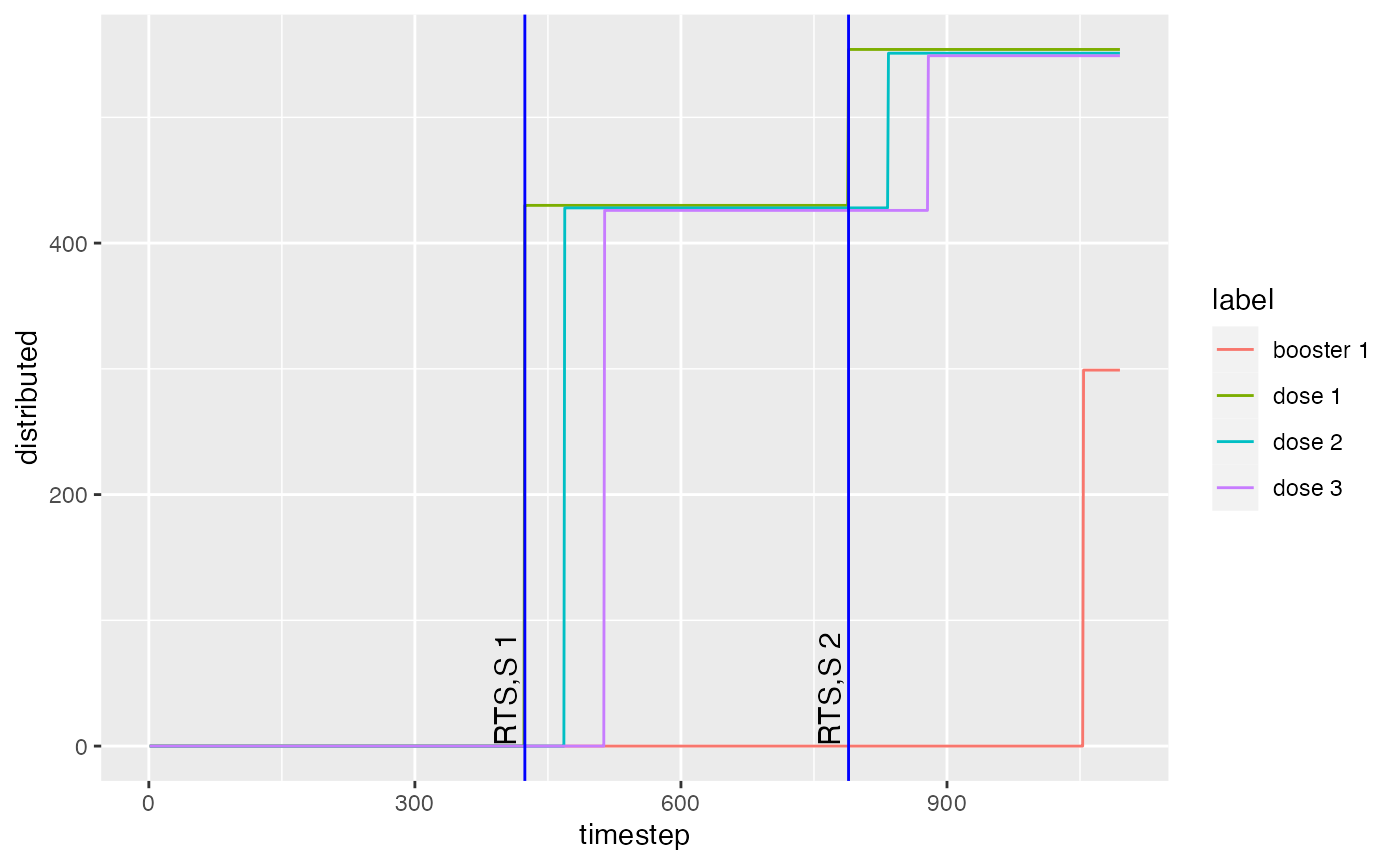 distributed
400
200
0
RTS,S 1
RTS,S 2
0
300
600
900
timestep
label
booster 1
dose 1
dose 2
dose 3